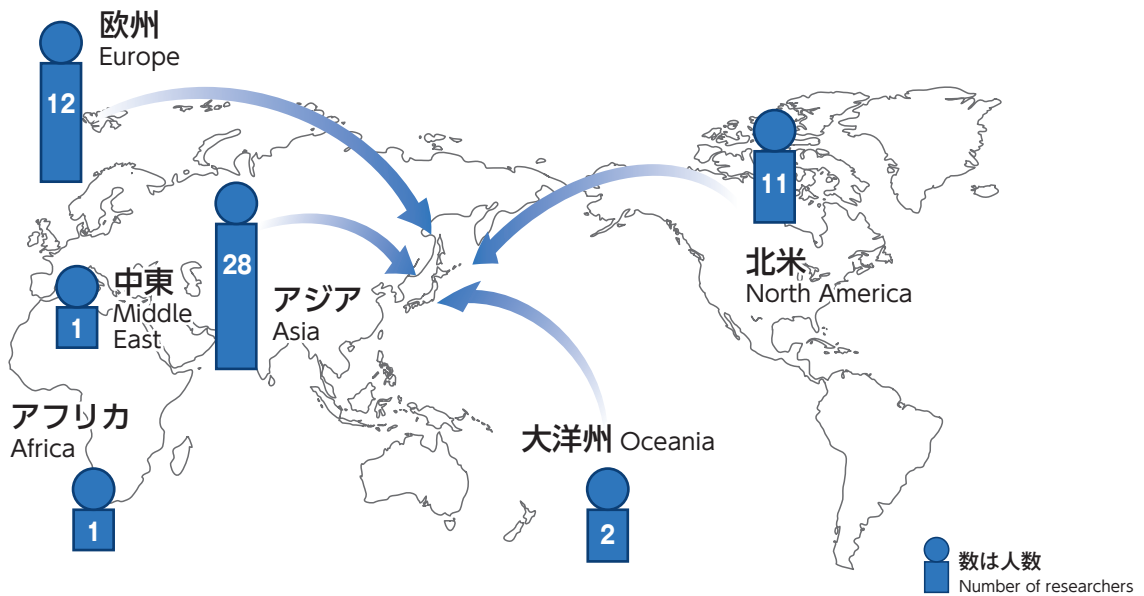 欧州
Europe
12
11
北米
North America
28
アジア
Asia
中東
Middle
East
1
アフリカ
Africa
1
大洋州 Oceania
2
数は人数
Number of researchers